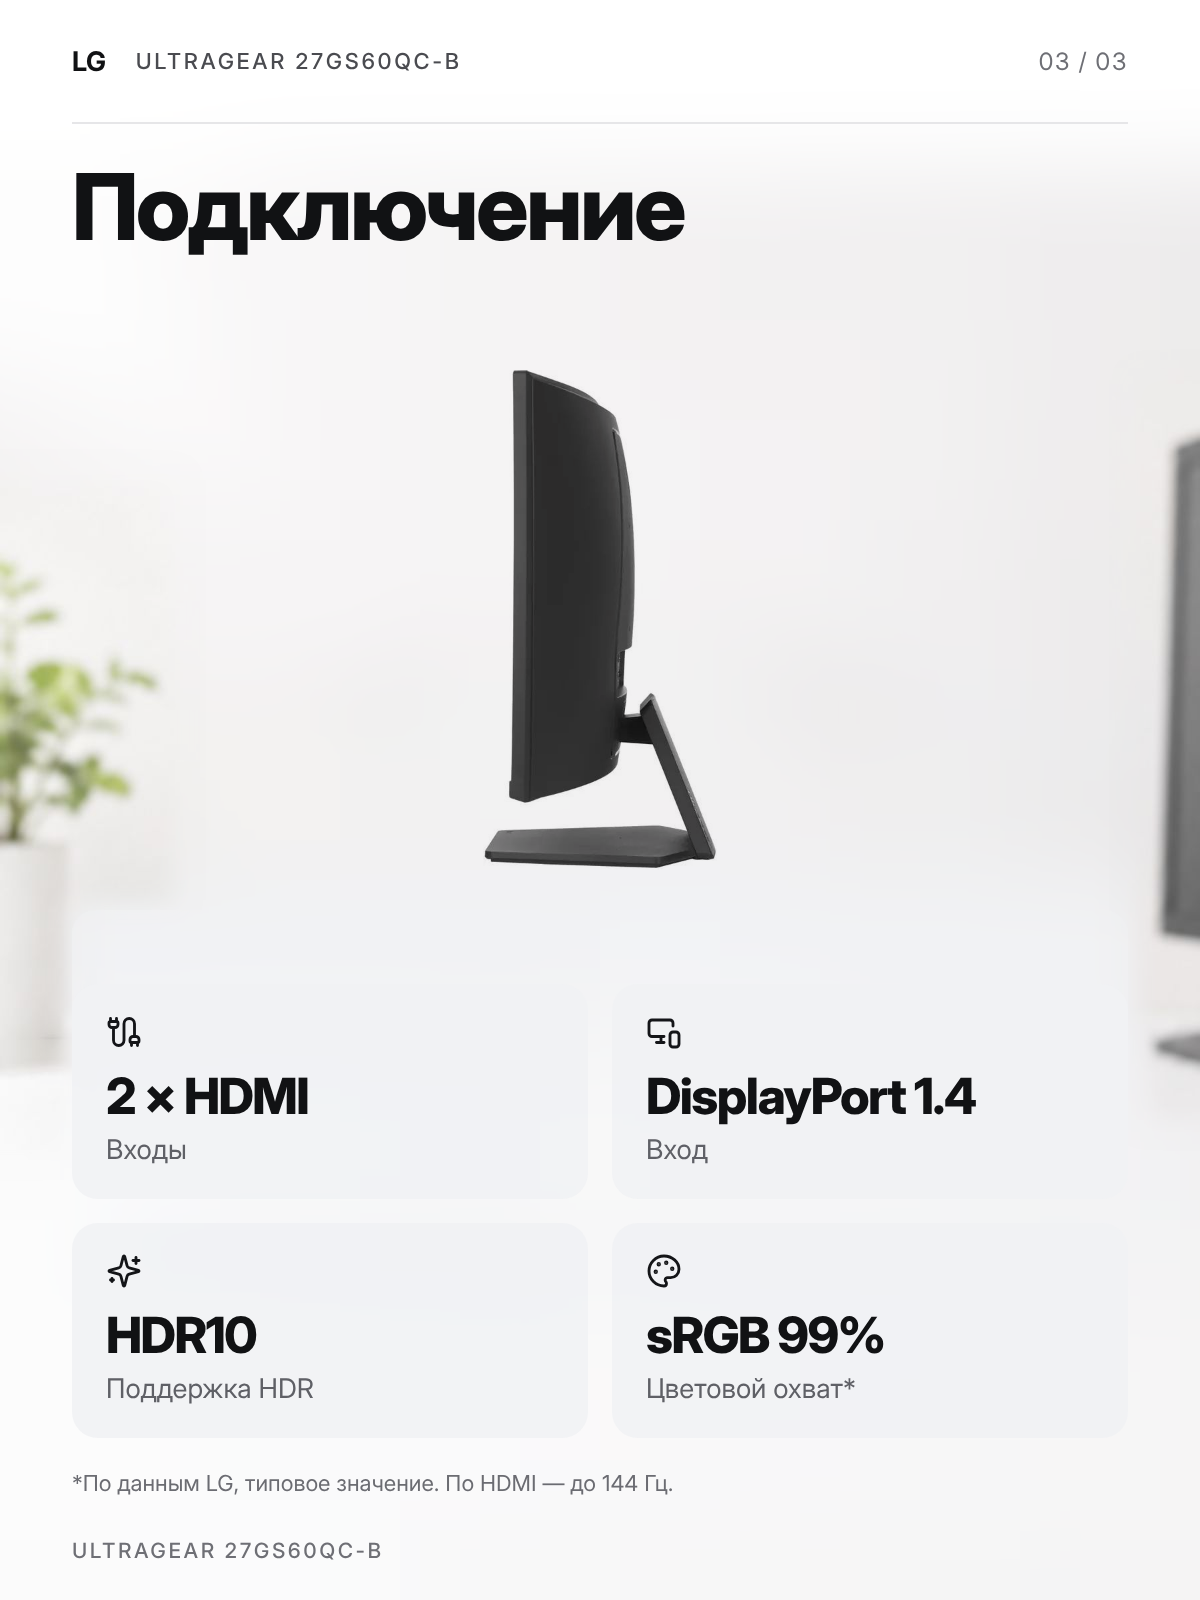 LG ULTRAGEAR 27GS60QC-B 03 / 03
Подключение
2 × HDMI
Входы
DisplayPort 1.4
Вход
HDR10
Поддержка HDR
sRGB 99%
Цветовой охват*
*По данным LG, типовое значение. По HDMI — до 144 Гц.
ULTRAGEAR 27GS60QC-B